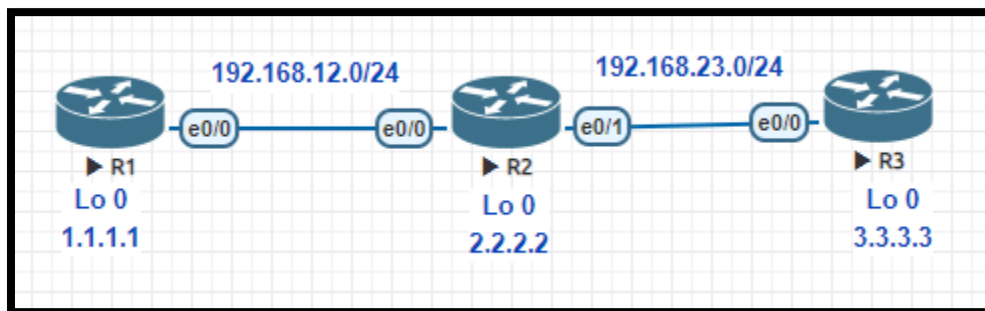 192.168.12.0/24
192.168.23.0/24
e0/0
e0/0
e0/1
e0/0
R1
R2
R3
Lo 0
Lo 0
Lo 0
1.1.1.1
2.2.2.2
3.3.3.3